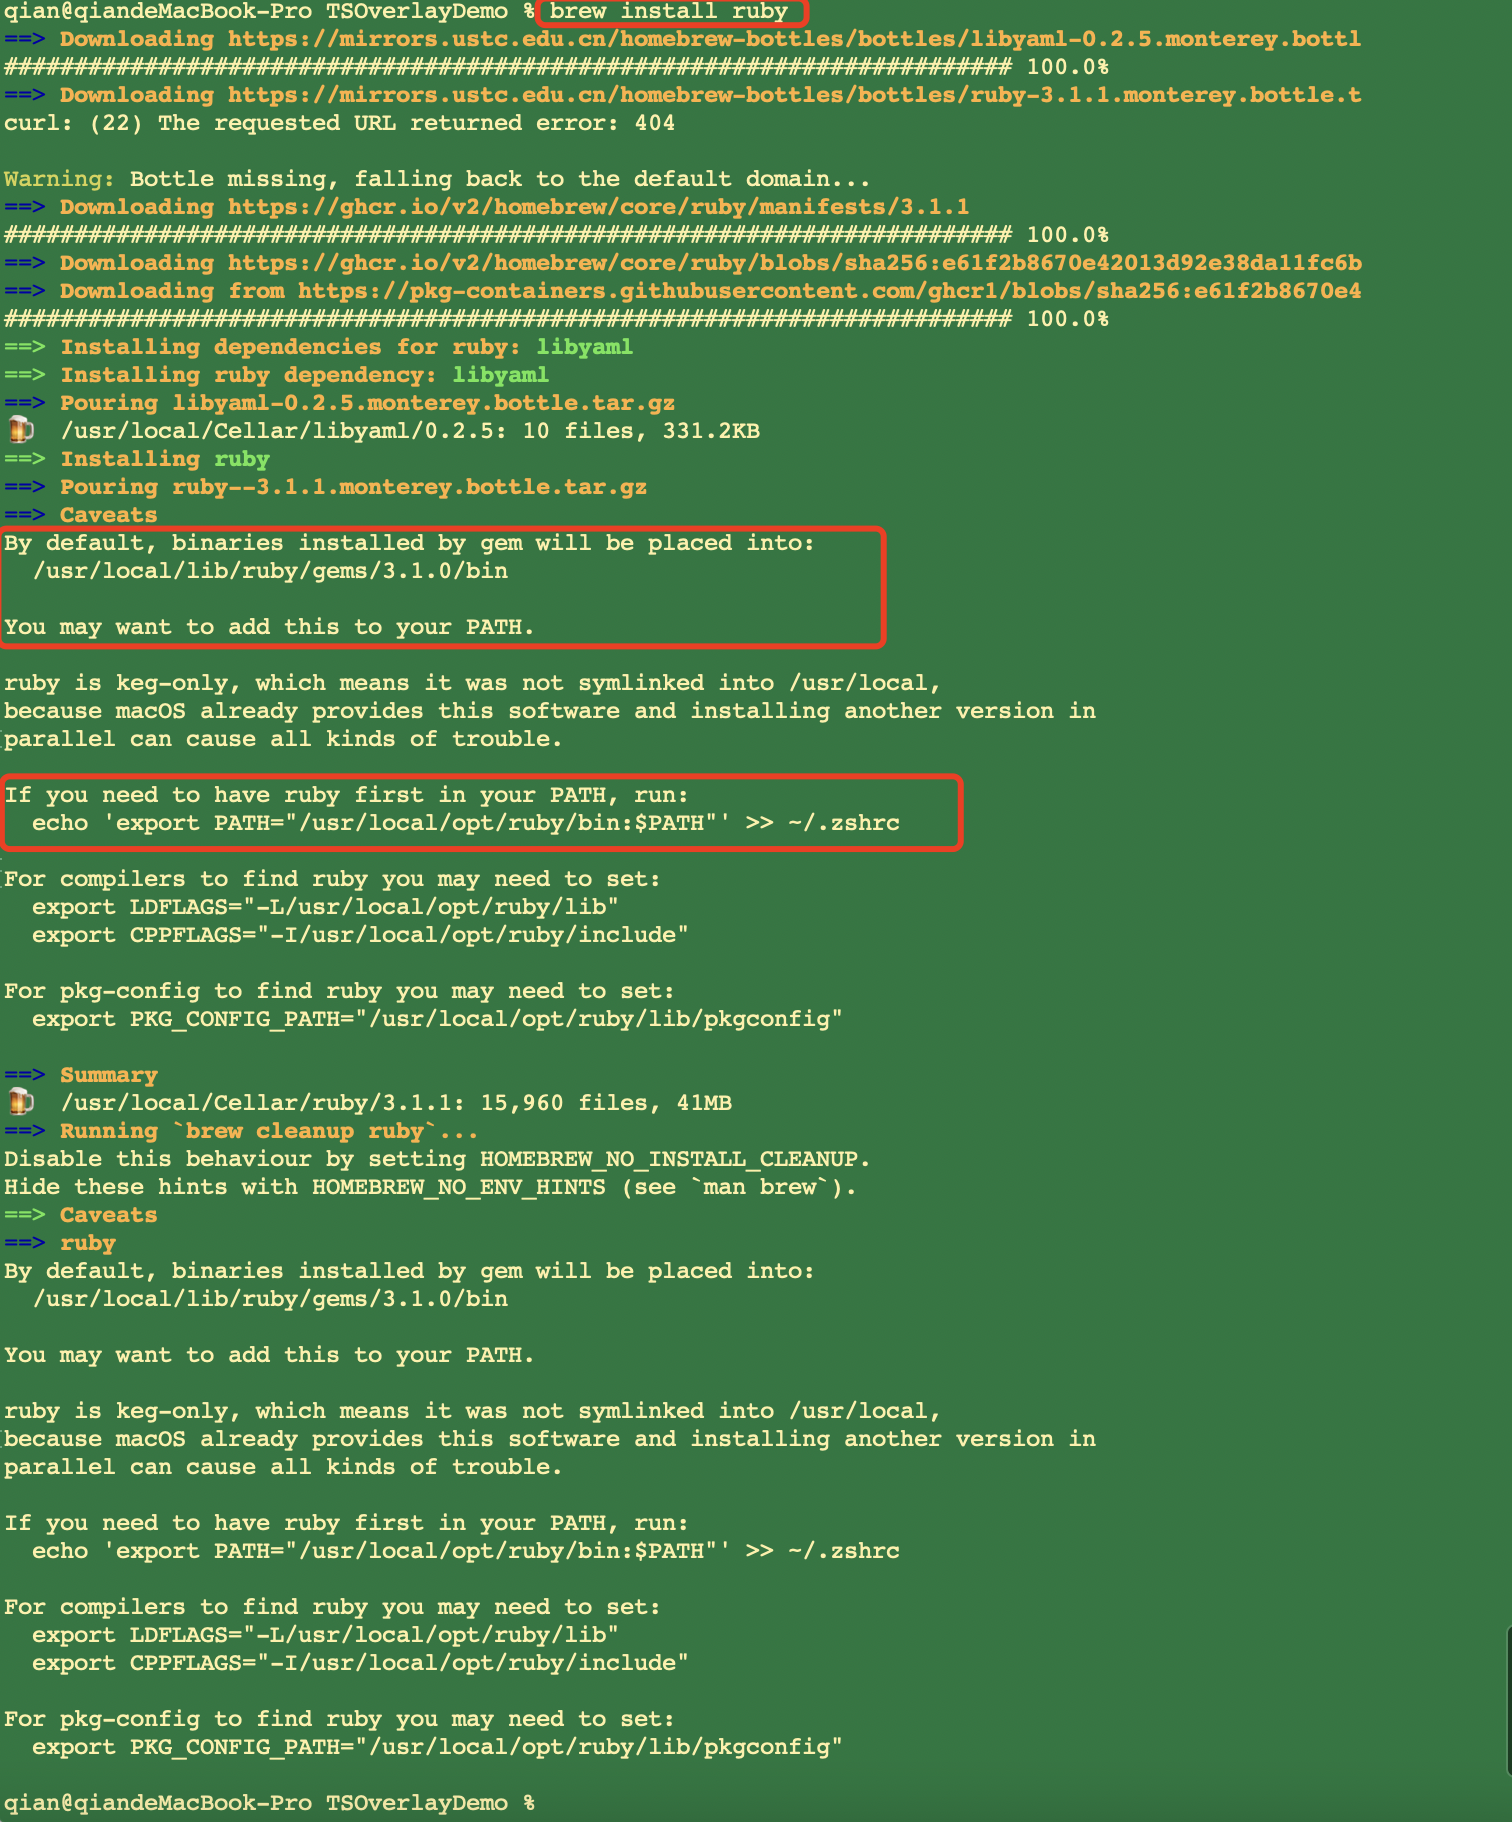 qian@qiandeMacBook-Pro TSOverlayDemo % brew install ruby
==> Downloading https://mirrors.ustc.edu.cn/homebrew-bottles/bottles/libyaml-0.2.5.monterey.bottl
######################################################################## 100.0%
==> Downloading https://mirrors.ustc.edu.cn/homebrew-bottles/bottles/ruby-3.1.1.monterey.bottle.t
curl: (22) The requested URL returned error: 404
Warning: Bottle missing, falling back to the default domain...
==> Downloading https://ghcr.io/v2/homebrew/core/ruby/manifests/3.1.1
######################################################################## 100.0%
==> Downloading https://ghcr.io/v2/homebrew/core/ruby/blobs/sha256:e61f2b8670e42013d92e38da11fc6b
==> Downloading from https://pkg-containers.githubusercontent.com/ghcr1/blobs/sha256:e61f2b8670e4
######################################################################## 100.0%
==> Installing dependencies for ruby: libyaml
==> Installing ruby dependency: libyaml
==> Pouring libyaml-0.2.5.monterey.bottle.tar.gz
🍺  /usr/local/Cellar/libyaml/0.2.5: 10 files, 331.2KB
==> Installing ruby
==> Pouring ruby--3.1.1.monterey.bottle.tar.gz
==> Caveats
By default, binaries installed by gem will be placed into:
  /usr/local/lib/ruby/gems/3.1.0/bin
You may want to add this to your PATH.
ruby is keg-only, which means it was not symlinked into /usr/local,
because macOS already provides this software and installing another version in
parallel can cause all kinds of trouble.
If you need to have ruby first in your PATH, run:
  echo 'export PATH="/usr/local/opt/ruby/bin:$PATH"' >> ~/.zshrc
For compilers to find ruby you may need to set:
  export LDFLAGS="-L/usr/local/opt/ruby/lib"
  export CPPFLAGS="-I/usr/local/opt/ruby/include"
For pkg-config to find ruby you may need to set:
  export PKG_CONFIG_PATH="/usr/local/opt/ruby/lib/pkgconfig"
==> Summary
🍺  /usr/local/Cellar/ruby/3.1.1: 15,960 files, 41MB
==> Running `brew cleanup ruby`...
Disable this behaviour by setting HOMEBREW_NO_INSTALL_CLEANUP.
Hide these hints with HOMEBREW_NO_ENV_HINTS (see `man brew`).
==> Caveats
==> ruby
By default, binaries installed by gem will be placed into:
  /usr/local/lib/ruby/gems/3.1.0/bin
You may want to add this to your PATH.
ruby is keg-only, which means it was not symlinked into /usr/local,
because macOS already provides this software and installing another version in
parallel can cause all kinds of trouble.
If you need to have ruby first in your PATH, run:
  echo 'export PATH="/usr/local/opt/ruby/bin:$PATH"' >> ~/.zshrc
For compilers to find ruby you may need to set:
  export LDFLAGS="-L/usr/local/opt/ruby/lib"
  export CPPFLAGS="-I/usr/local/opt/ruby/include"
For pkg-config to find ruby you may need to set:
  export PKG_CONFIG_PATH="/usr/local/opt/ruby/lib/pkgconfig"
qian@qiandeMacBook-Pro TSOverlayDemo %